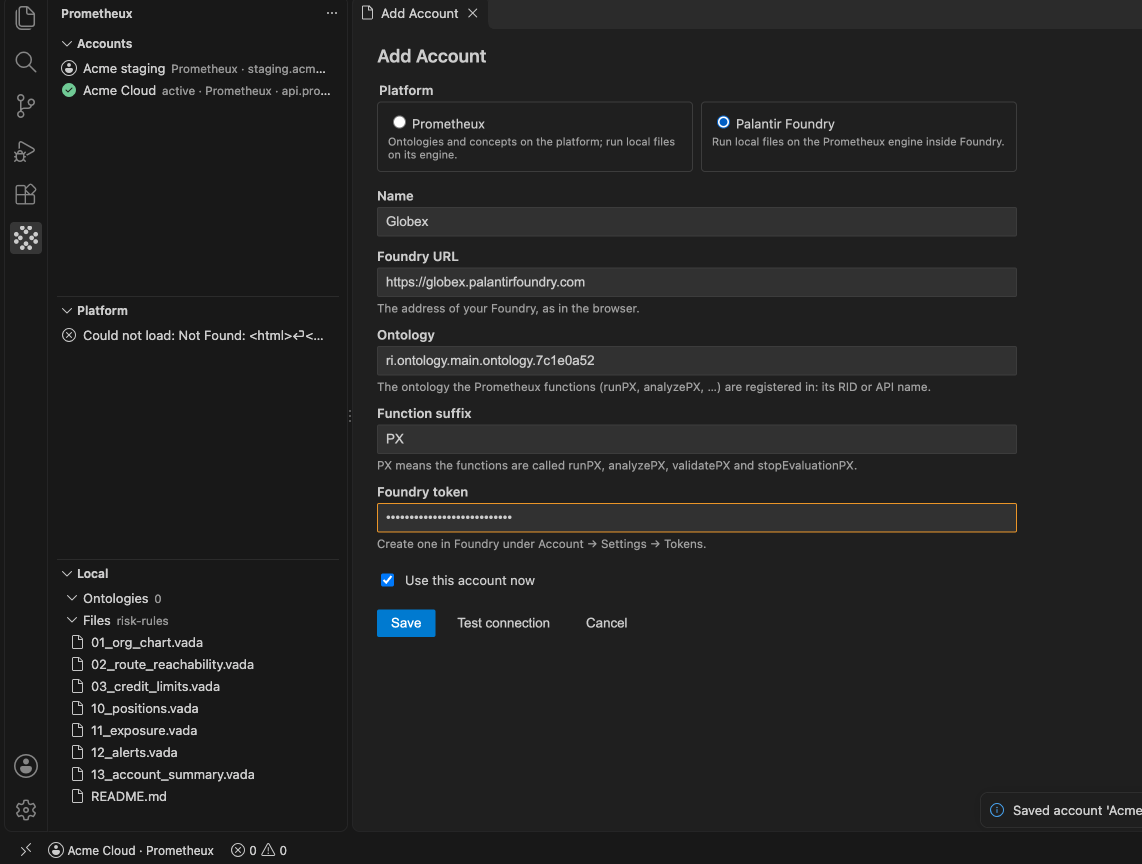 Prometheux
Accounts
Acme staging Prometheux · staging.acm...
Acme Cloud active · Prometheux · api.pro...
Platform
Could not load: Not Found: <html>↵<...
Local
Ontologies 0
Files risk-rules
01_org_chart.vada
02_route_reachability.vada
03_credit_limits.vada
10_positions.vada
11_exposure.vada
12_alerts.vada
13_account_summary.vada
README.md
Add Account
Add Account
Platform
Prometheux
Ontologies and concepts on the platform; run local files
on its engine.
Palantir Foundry
Run local files on the Prometheux engine inside Foundry.
Name
Globex
Foundry URL
https://globex.palantirfoundry.com
The address of your Foundry, as in the browser.
Ontology
ri.ontology.main.ontology.7c1e0a52
The ontology the Prometheux functions (runPX, analyzePX, …) are registered in: its RID or API name.
Function suffix
PX
PX means the functions are called runPX, analyzePX, validatePX and stopEvaluationPX.
Foundry token
Create one in Foundry under Account → Settings → Tokens.
Use this account now
Save Test connection Cancel
Saved account 'Acme
Acme Cloud · Prometheux 0 0